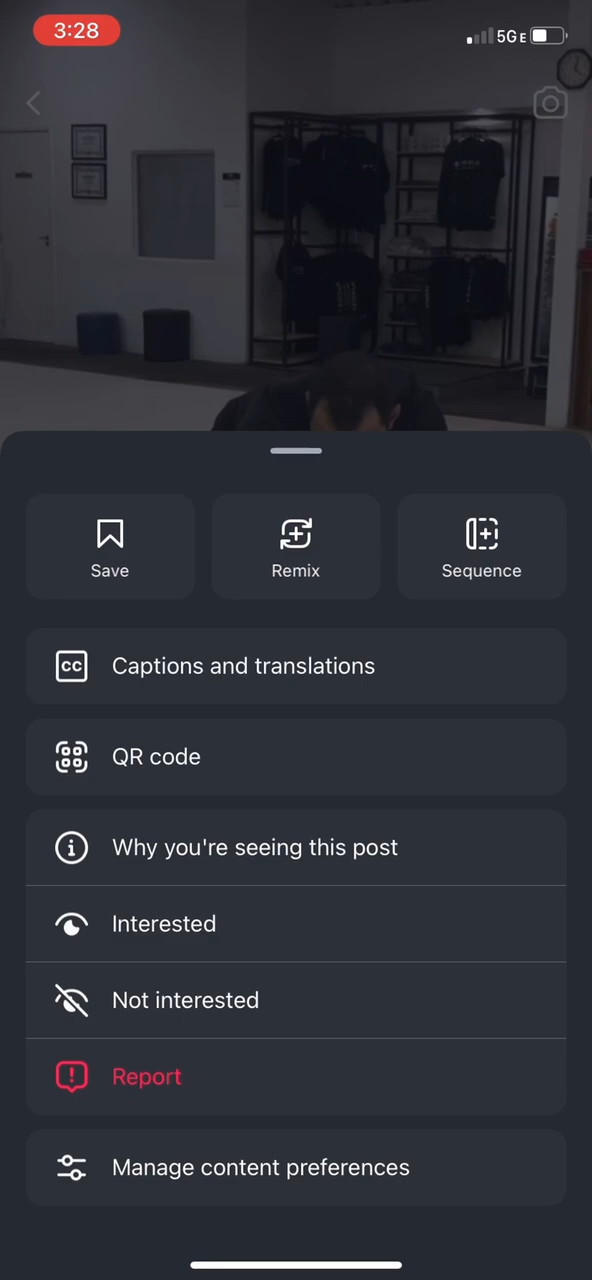 3:28
5G E
Save
Remix
Sequence
CC
Captions and translations
QR code
Why you're seeing this post
Interested
Not interested
Report
Manage content preferences